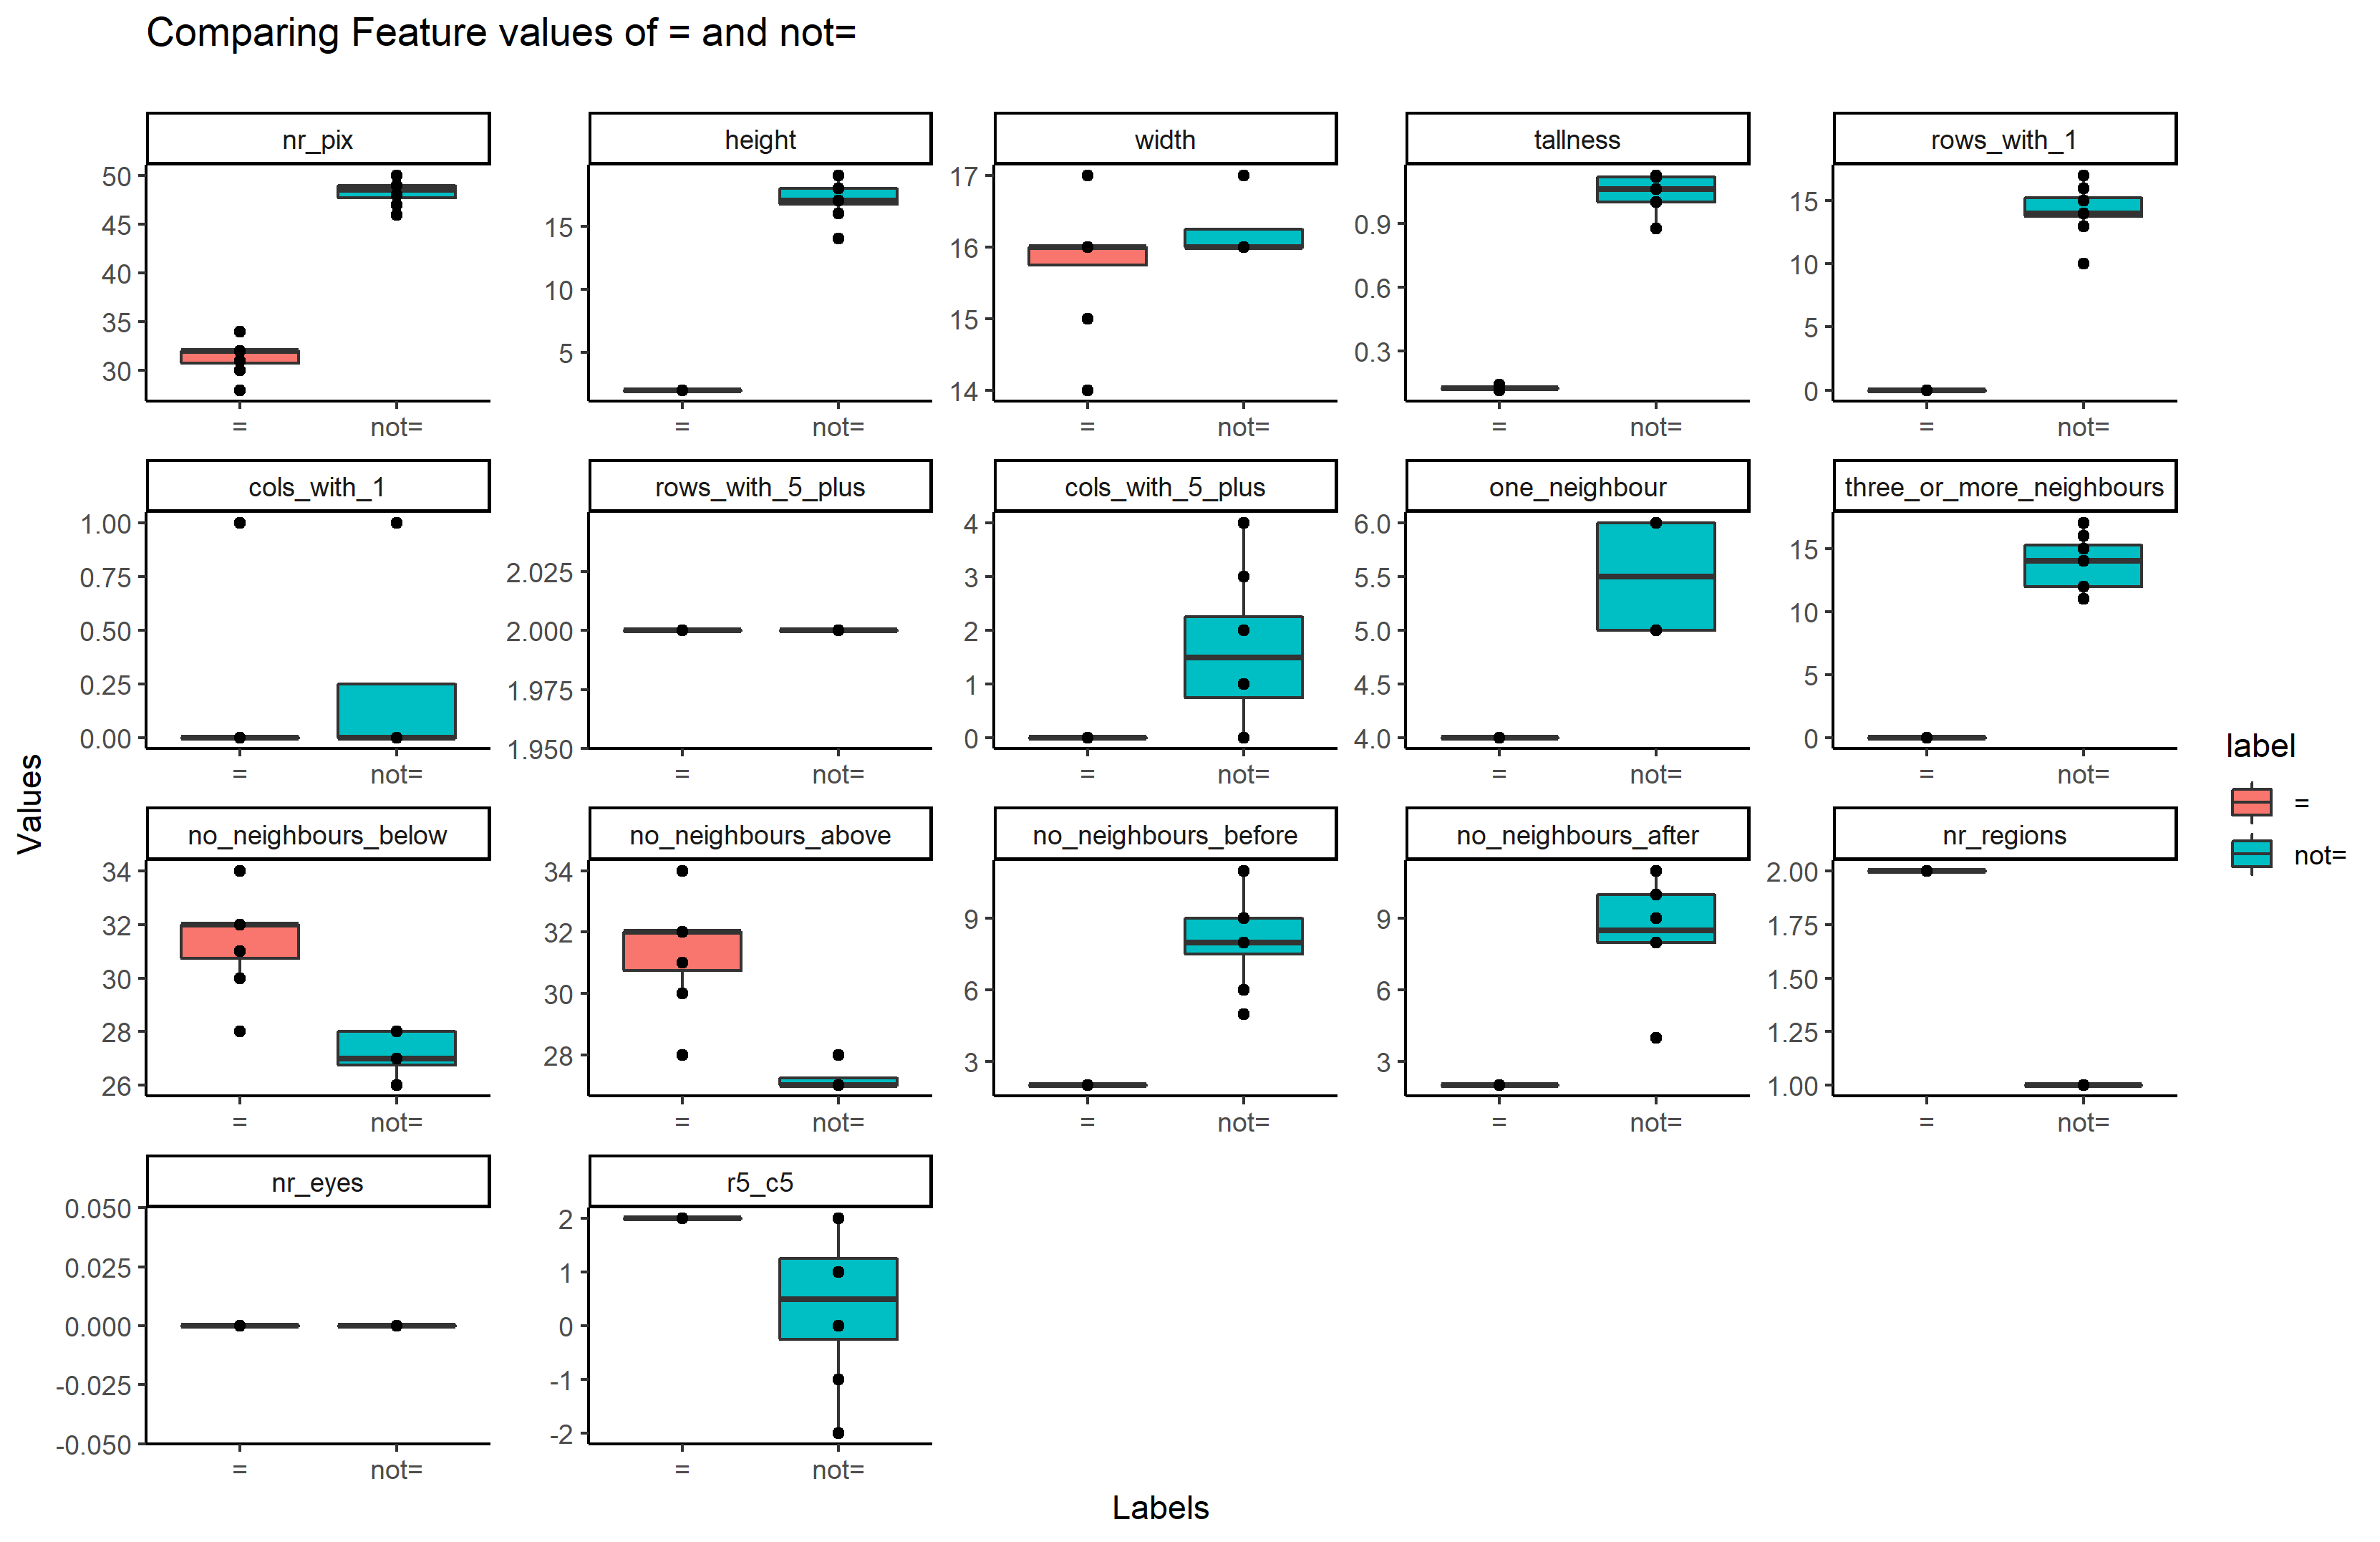 Comparing Feature values of = and not=
nr_pix height width tallness rows_with_1
50 45 40 35 30
15 10 5
17 16 15 14
0.9 0.6 0.3
15 10 5 0
= not= = not= = not= = not= = not=
cols_with_1 rows_with_5_plus cols_with_5_plus one_neighbour three_or_more_neighbours
1.00 0.75 0.50 0.25 0.00
2.025 2.000 1.975 1.950
4 3 2 1 0
6.0 5.5 5.0 4.5 4.0
15 10 5 0
= not= = not= = not= = not= = not=
no_neighbours_below no_neighbours_above no_neighbours_before no_neighbours_after nr_regions
34 32 30 28 26
34 32 30 28
9 6 3
9 6 3
2.00 1.75 1.50 1.25 1.00
= not= = not= = not= = not= = not=
nr_eyes r5_c5
0.050 0.025 0.000 -0.025 -0.050
2 1 0 -1 -2
= not= = not=
Values
Labels
label
=
not=